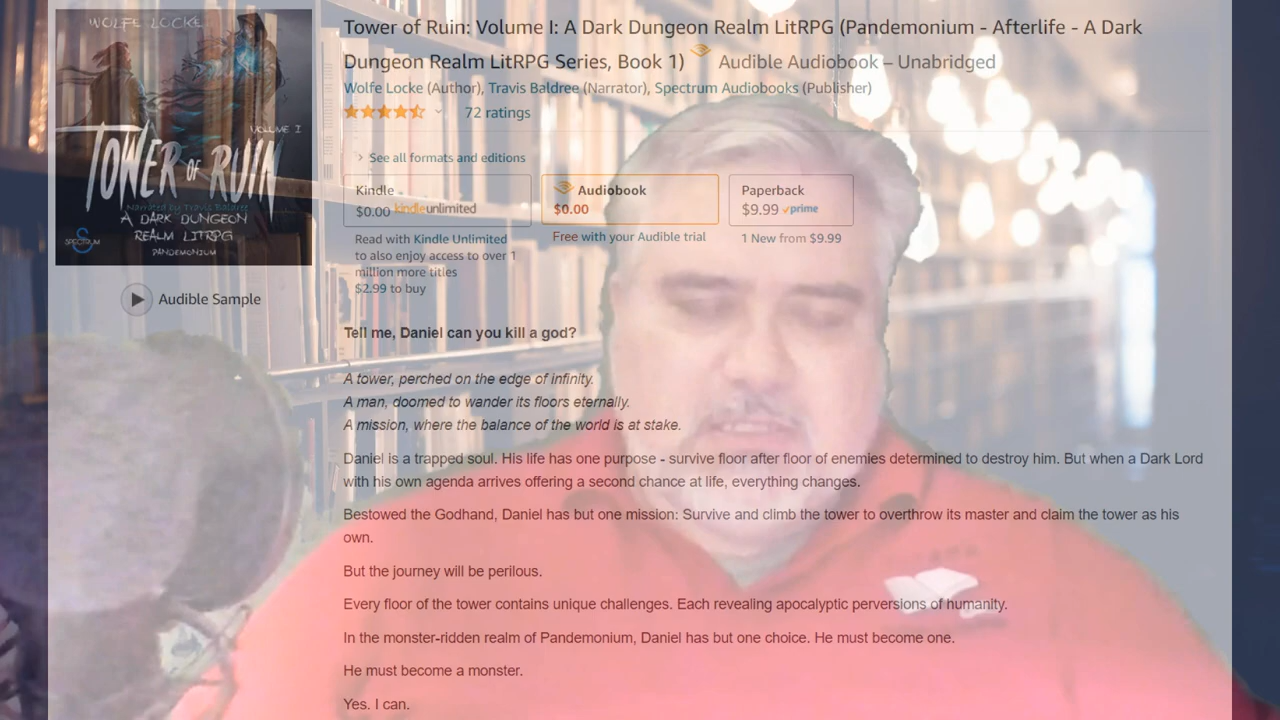 WOLFE LOCKE
VOLUME I
TOWER OF RUIN
Narrated by Travis Baldree
A DARK DUNGEON
REALM LITRPG
PANDEMONIUM
SPECTRUM
Audible Sample
Tower of Ruin: Volume I: A Dark Dungeon Realm LitRPG (Pandemonium - Afterlife - A Dark
Dungeon Realm LitRPG Series, Book 1) Audible Audiobook – Unabridged
Wolfe Locke (Author), Travis Baldree (Narrator), Spectrum Audiobooks (Publisher)
72 ratings
See all formats and editions
Kindle
$0.00 kindleunlimited
Read with Kindle Unlimited
to also enjoy access to over 1
million more titles
$2.99 to buy
Audiobook
$0.00
Free with your Audible trial
Paperback
$9.99 prime
1 New from $9.99
Tell me, Daniel can you kill a god?
A tower, perched on the edge of infinity.
A man, doomed to wander its floors eternally.
A mission, where the balance of the world is at stake.
Daniel is a trapped soul. His life has one purpose - survive floor after floor of enemies determined to destroy him. But when a Dark Lord
with his own agenda arrives offering a second chance at life, everything changes.
Bestowed the Godhand, Daniel has but one mission: Survive and climb the tower to overthrow its master and claim the tower as his
own.
But the journey will be perilous.
Every floor of the tower contains unique challenges. Each revealing apocalyptic perversions of humanity.
In the monster-ridden realm of Pandemonium, Daniel has but one choice. He must become one.
He must become a monster.
Yes. I can.